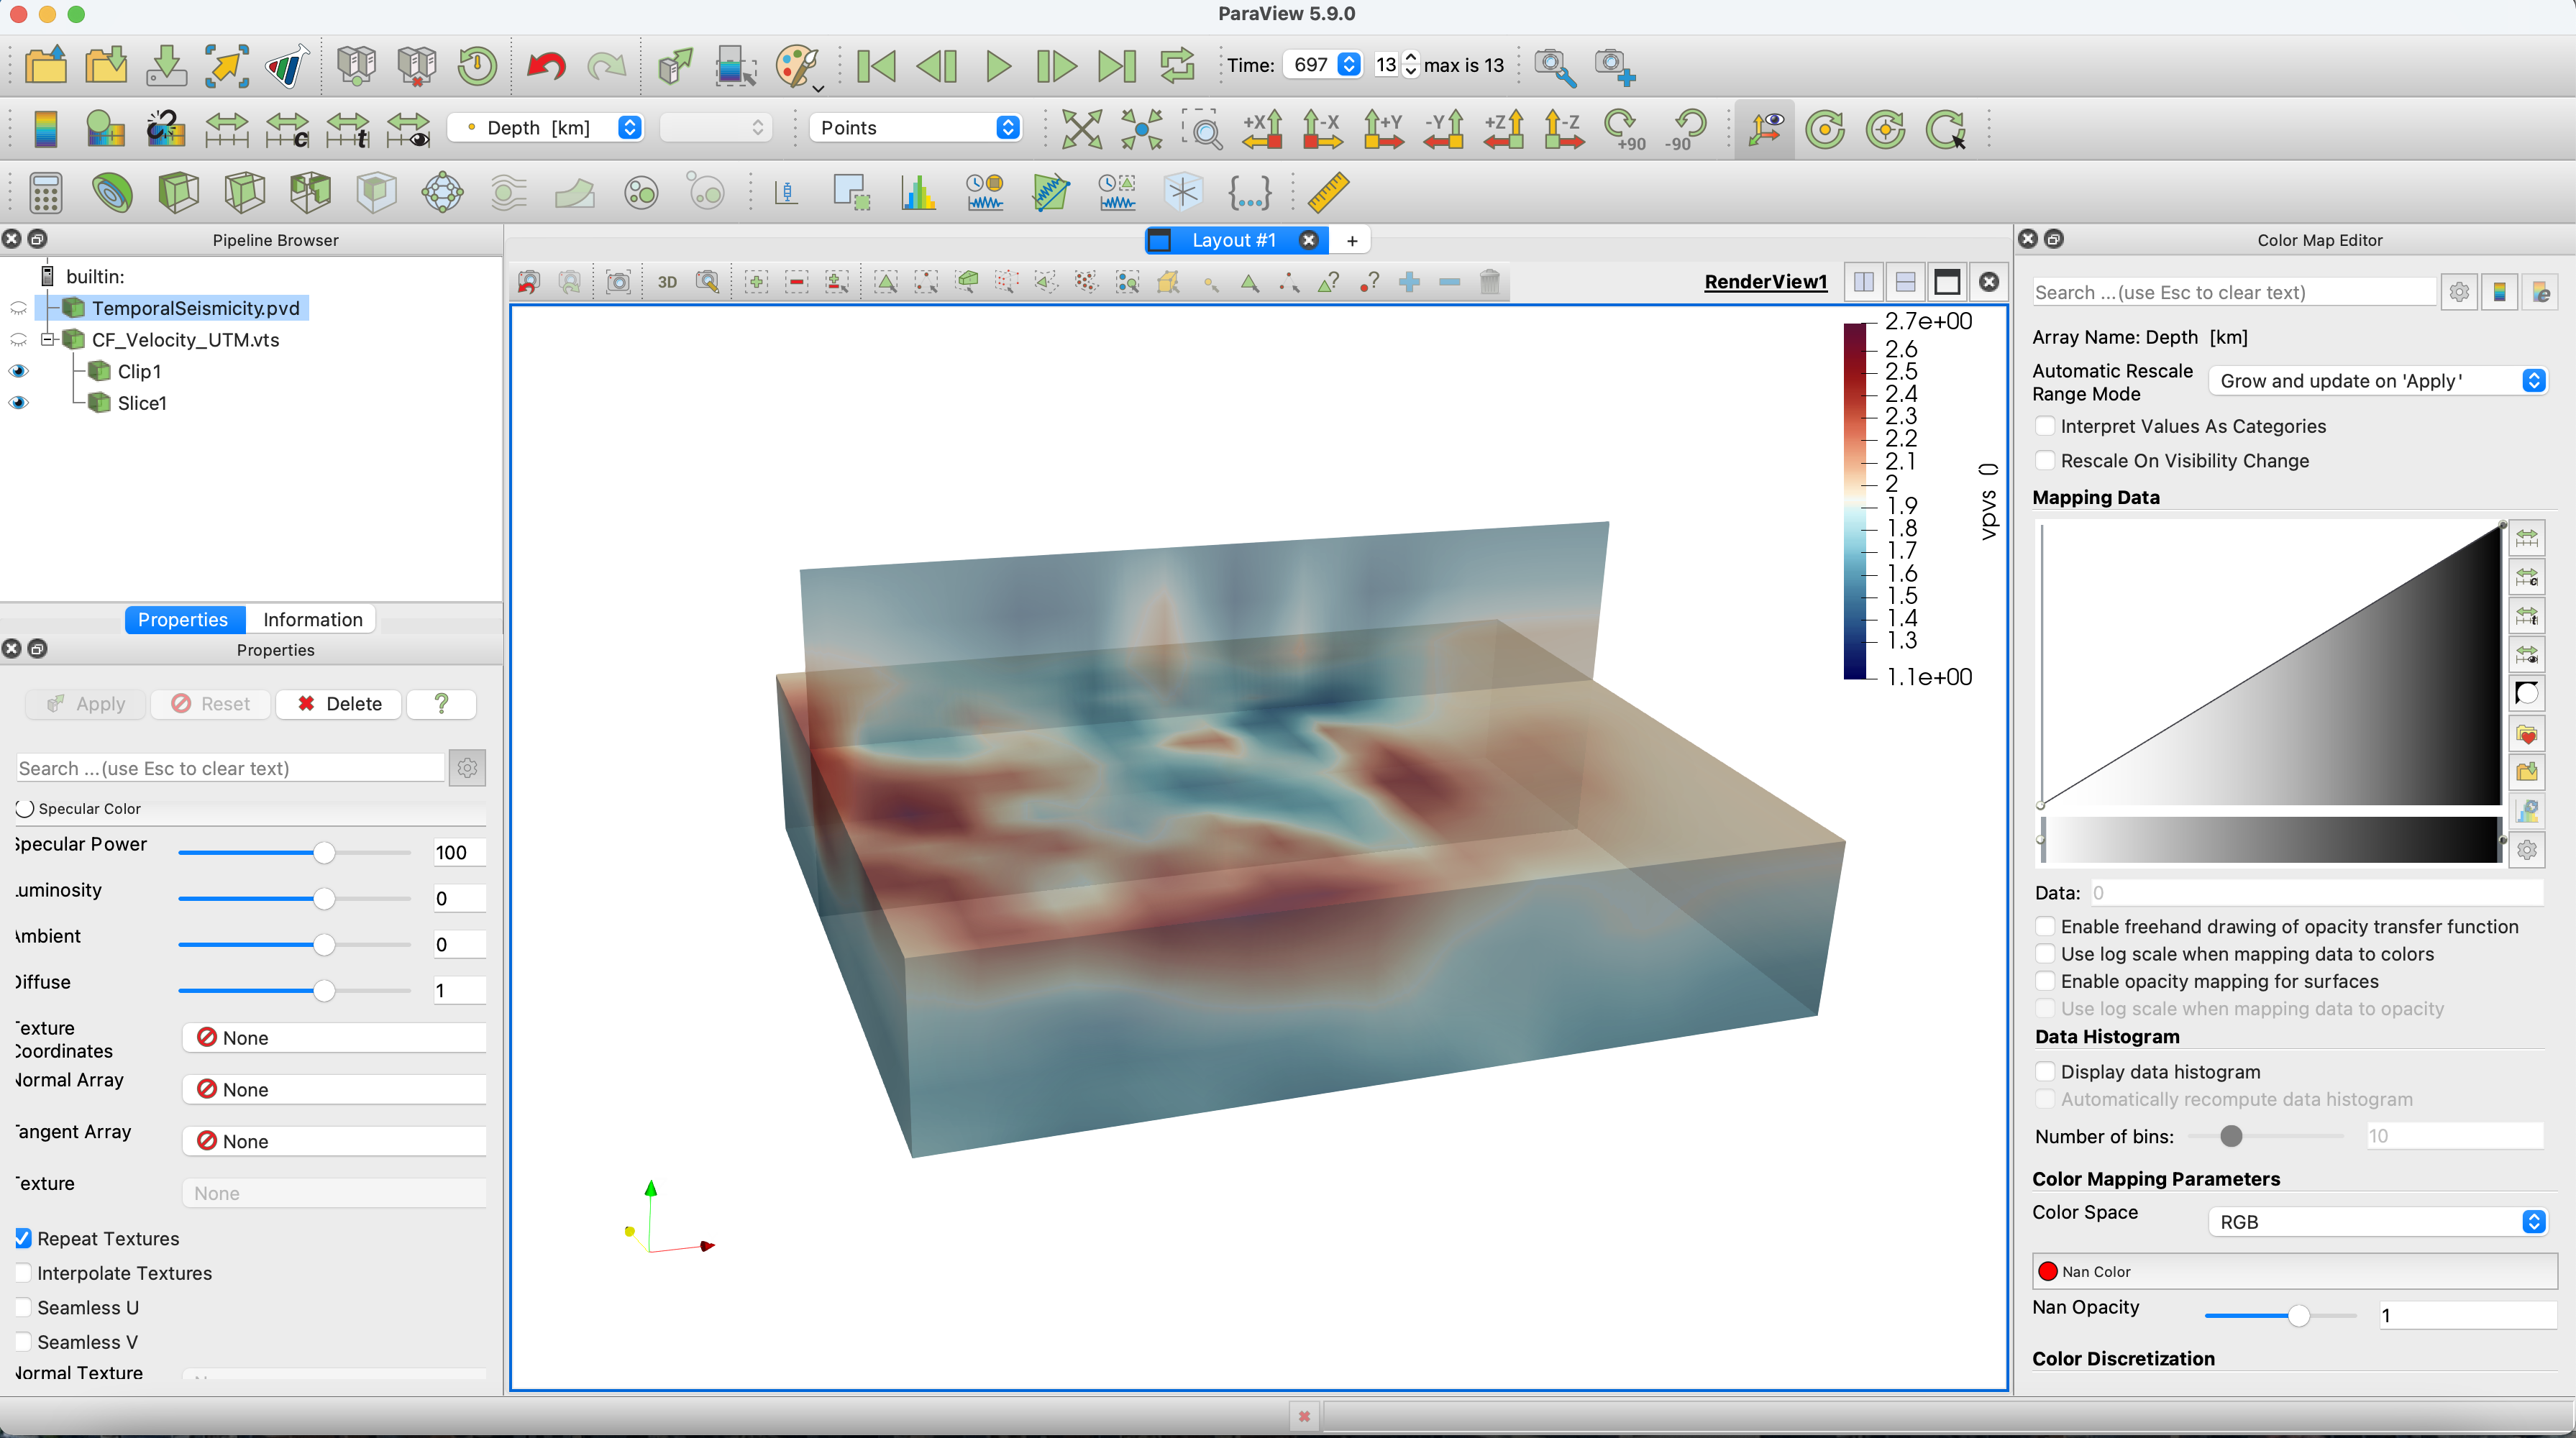 ParaView 5.9.0
Time: 697 13 max is 13
c t Depth [km] Points +X -X +Y -Y +Z -Z +90 -90
Pipeline Browser
builtin:
TemporalSeismicity.pvd
CF_Velocity_UTM.vts
Clip1
Slice1
Properties Information
Properties
Apply Reset Delete ?
Search ... (use Esc to clear text)
Specular Color
Specular Power 100
Luminosity 0
Ambient 0
Diffuse 1
Texture
Coordinates None
Normal Array None
Tangent Array None
Texture None
Repeat Textures
Interpolate Textures
Seamless U
Seamless V
Normal Texture
Layout #1 +
3D RenderView1
2.7e+00
2.6
2.5
2.4
2.3
2.2
2.1
2
1.9
1.8
1.7
1.6
1.5
1.4
1.3
1.1e+00
vpvs ()
Color Map Editor
Search ... (use Esc to clear text)
Array Name: Depth [km]
Automatic Rescale
Range Mode Grow and update on 'Apply'
Interpret Values As Categories
Rescale On Visibility Change
Mapping Data
Data: 0
Enable freehand drawing of opacity transfer function
Use log scale when mapping data to colors
Enable opacity mapping for surfaces
Use log scale when mapping data to opacity
Data Histogram
Display data histogram
Automatically recompute data histogram
Number of bins: 10
Color Mapping Parameters
Color Space RGB
Nan Color
Nan Opacity 1
Color Discretization